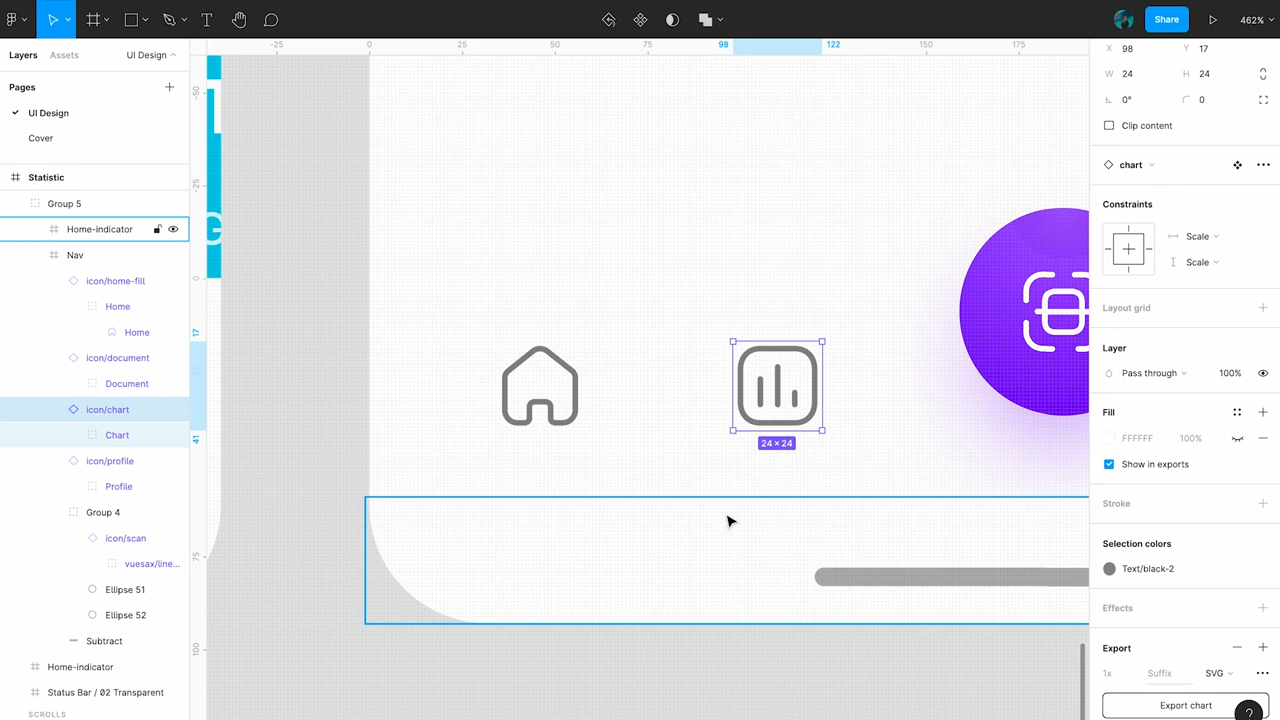 Share
462%
Layers
Assets
UI Design
Pages
UI Design
Cover
Statistic
Group 5
Home-indicator
Nav
icon/home-fill
Home
Home
icon/document
Document
icon/chart
Chart
icon/profile
Profile
Group 4
icon/scan
vuesax/line...
Ellipse 51
Ellipse 52
Subtract
Home-indicator
Status Bar / 02 Transparent
SCROLLS
-25
0
25
50
75
98
122
150
175
-50
-25
0
17
41
75
100
24 × 24
X 98
Y 17
W 24
H 24
0°
0
Clip content
chart
Constraints
Scale
Scale
Layout grid
Layer
Pass through
100%
Fill
FFFFFF
100%
Show in exports
Stroke
Selection colors
Text/black-2
Effects
Export
1x
Suffix
SVG
Export chart
?